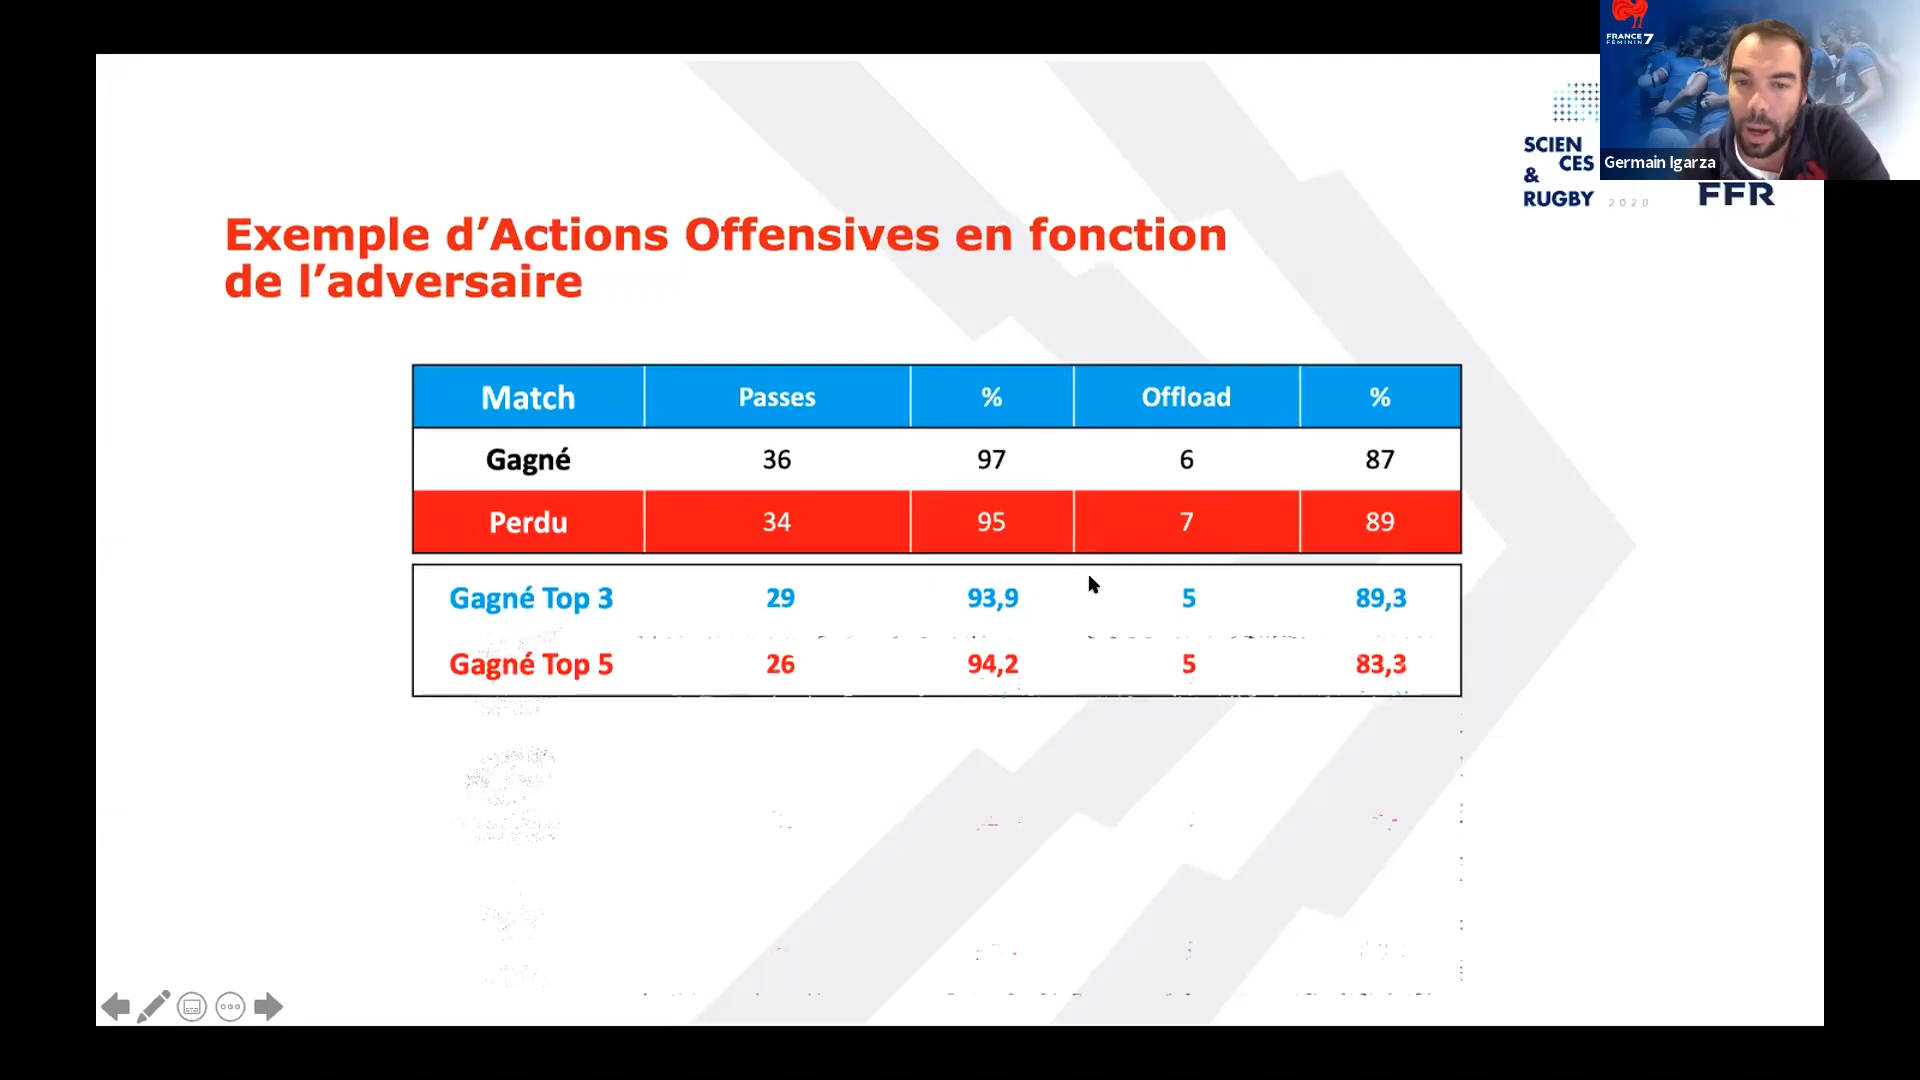 FRANCE 7
FÉMININ
Germain Igarza
SCIEN
CES
&
RUGBY 2020
FFR
Exemple d’Actions Offensives en fonction
de l’adversaire
Match Passes % Offload %
Gagné 36 97 6 87
Perdu 34 95 7 89
Gagné Top 3 29 93,9 5 89,3
Gagné Top 5 26 94,2 5 83,3